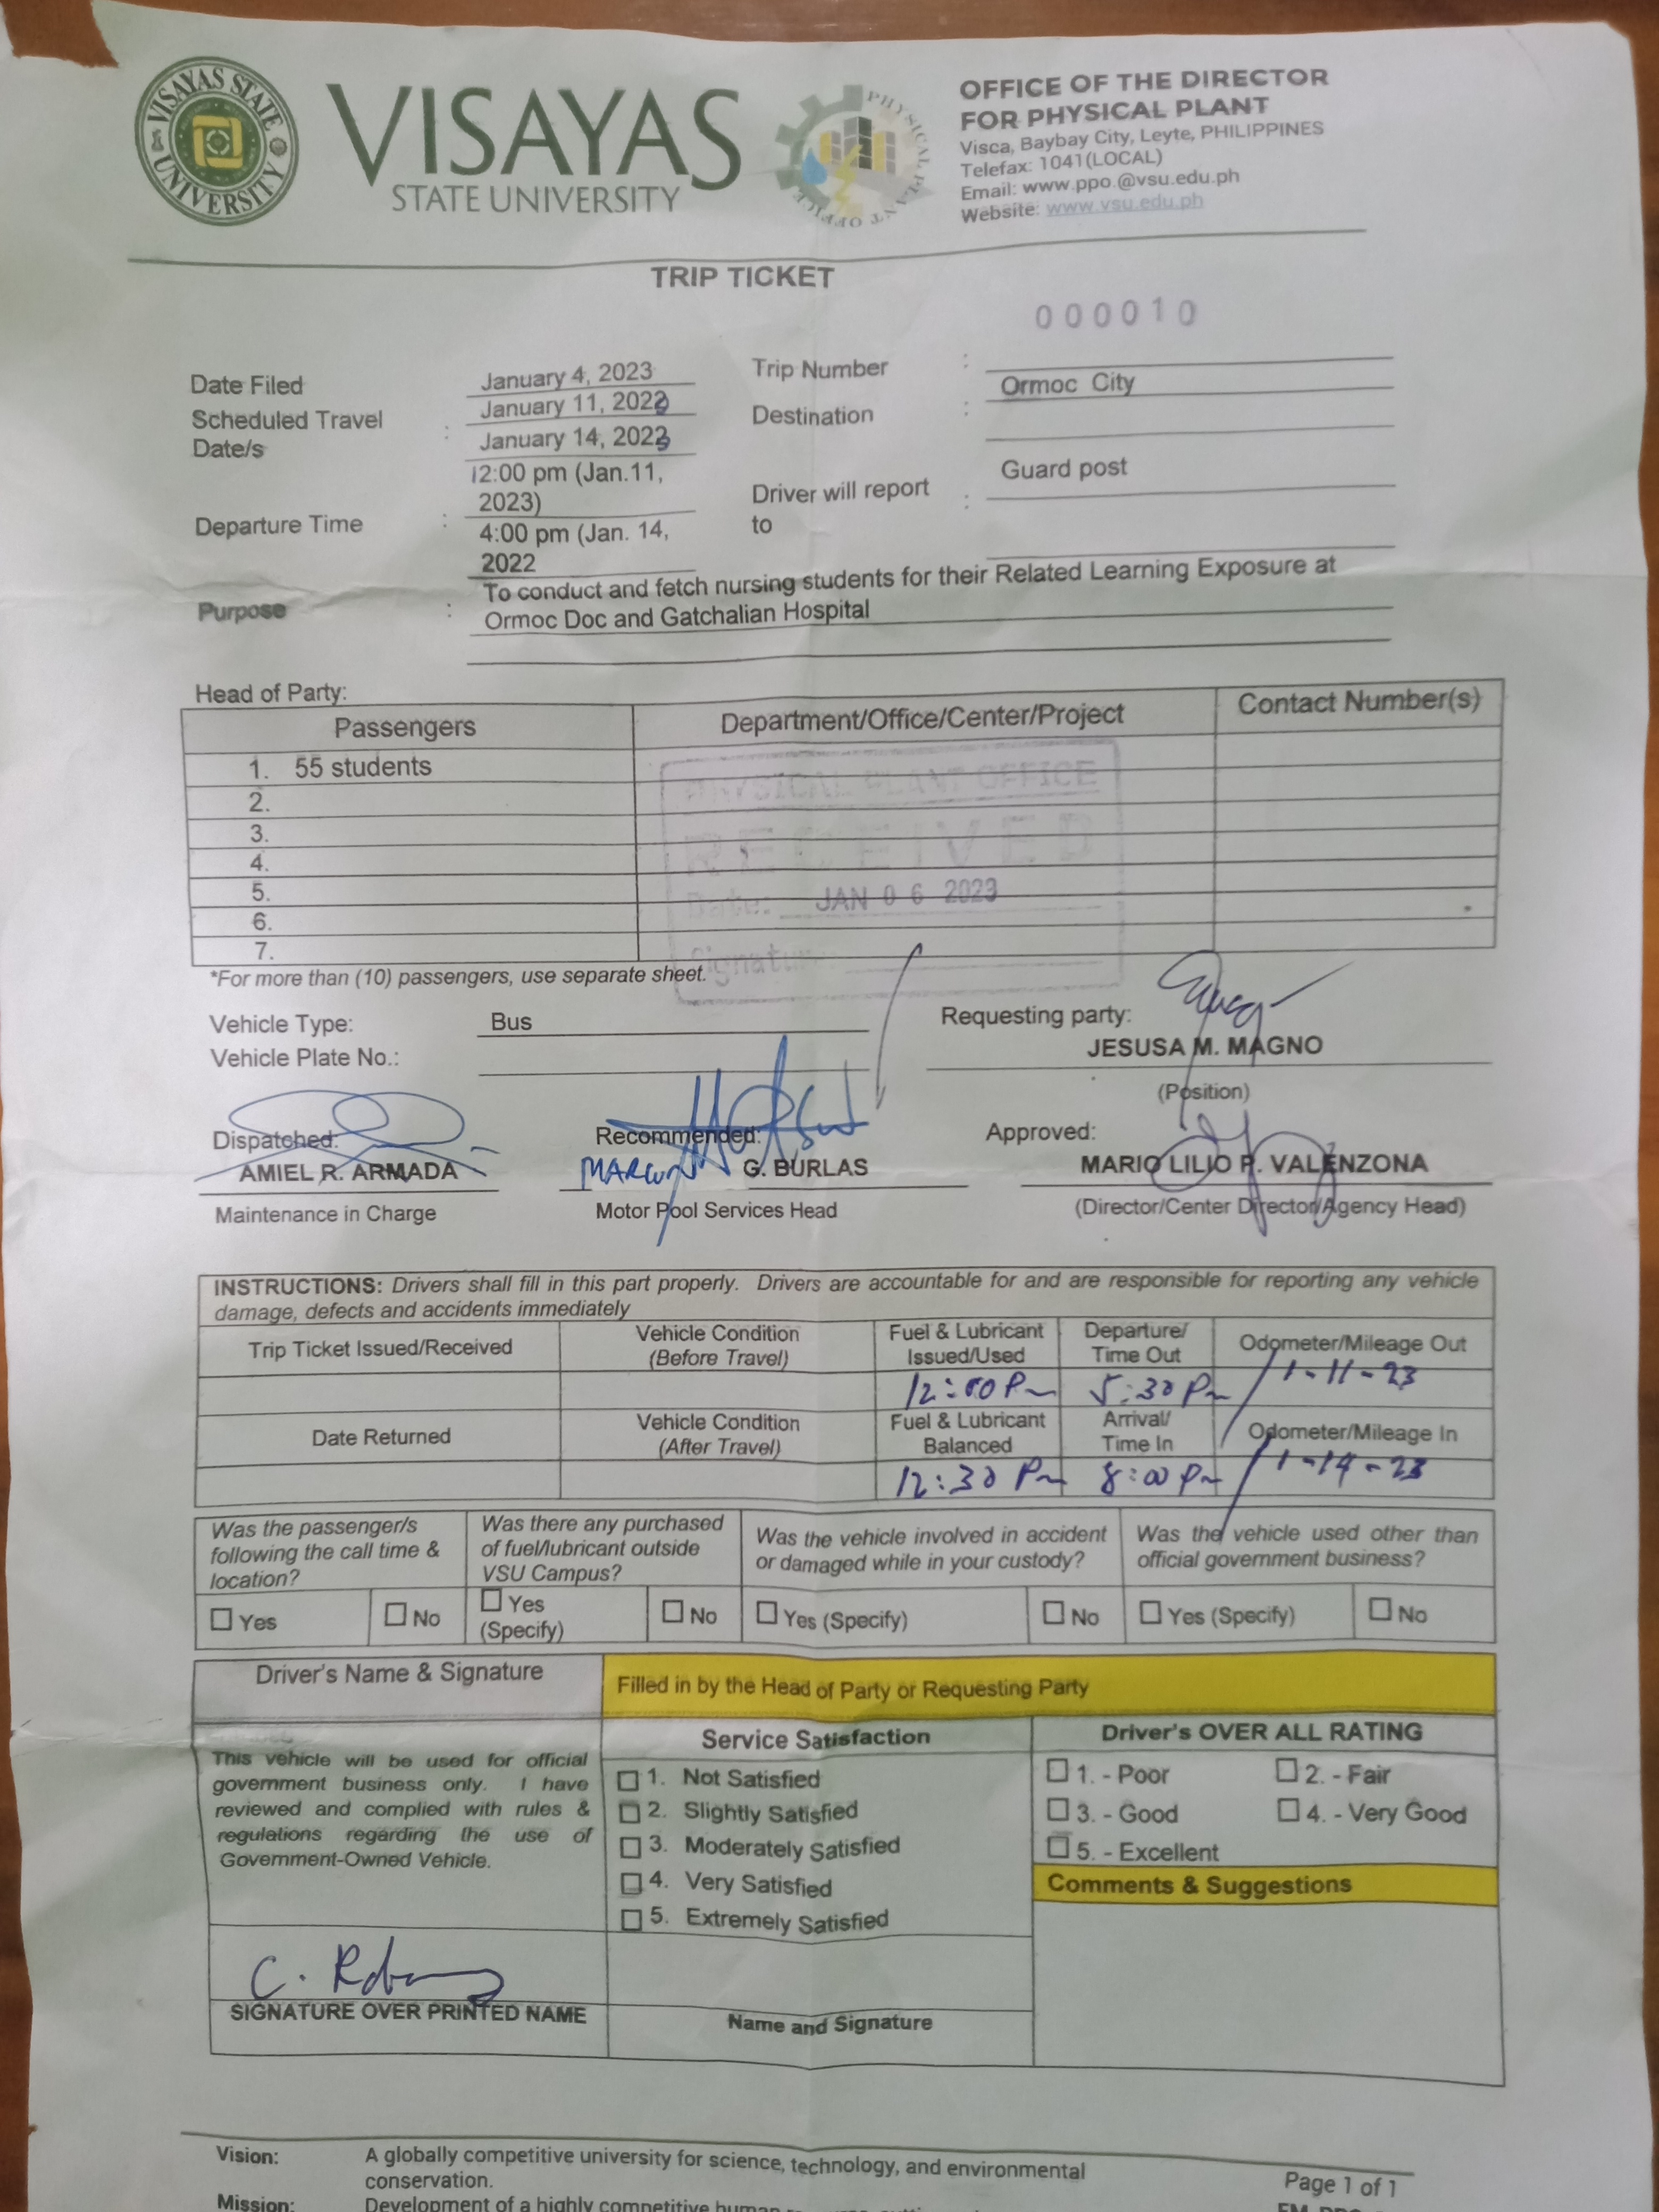 VISAYAS STATE UNIVERSITY
VISAYAS
STATE UNIVERSITY
PHYSICAL PLANT OFFICE
OFFICE OF THE DIRECTOR
FOR PHYSICAL PLANT
Visca, Baybay City, Leyte, PHILIPPINES
Telefax: 1041(LOCAL)
Email: www.ppo.@vsu.edu.ph
Website: www.vsu.edu.ph
TRIP TICKET
000010
Date Filed January 4, 2023 Trip Number :
Scheduled Travel Date/s : January 11, 2023
January 14, 2023
Destination : Ormoc City
Departure Time : 12:00 pm (Jan.11, 2023)
4:00 pm (Jan. 14, 2022
Driver will report to : Guard post
Purpose : To conduct and fetch nursing students for their Related Learning Exposure at
Ormoc Doc and Gatchalian Hospital
Head of Party:
Passengers Department/Office/Center/Project Contact Number(s)
1. 55 students
2.
3.
4.
5.
6.
7.
PHYSICAL PLANT OFFICE
RECEIVED
Date: JAN 06 2023
Signature
*For more than (10) passengers, use separate sheet.
Vehicle Type: Bus Requesting party:
Vehicle Plate No.: JESUSA M. MAGNO
(Position)
Dispatched: Recommended: Approved:
AMIEL R. ARMADA G. BURLAS MARIO LILIO P. VALENZONA
Maintenance in Charge Motor Pool Services Head (Director/Center Director/Agency Head)
INSTRUCTIONS: Drivers shall fill in this part properly. Drivers are accountable for and are responsible for reporting any vehicle
damage, defects and accidents immediately
Trip Ticket Issued/Received Vehicle Condition (Before Travel) Fuel & Lubricant Issued/Used Departure/ Time Out Odometer/Mileage Out
12:00 Pm 5:30 Pm 1-11-23
Date Returned Vehicle Condition (After Travel) Fuel & Lubricant Balanced Arrival/ Time In Odometer/Mileage In
12:30 Pm 8:00 Pm 1-14-23
Was the passenger/s following the call time & location? Was there any purchased of fuel/lubricant outside VSU Campus? Was the vehicle involved in accident or damaged while in your custody? Was the vehicle used other than official government business?
Yes No Yes (Specify) No Yes (Specify) No Yes (Specify) No
Driver's Name & Signature Filled in by the Head of Party or Requesting Party
Service Satisfaction Driver's OVER ALL RATING
This vehicle will be used for official
government business only. I have
reviewed and complied with rules &
regulations regarding the use of
Government-Owned Vehicle.
1. Not Satisfied
2. Slightly Satisfied
3. Moderately Satisfied
4. Very Satisfied
5. Extremely Satisfied
1. - Poor 2. - Fair
3. - Good 4. - Very Good
5. - Excellent
Comments & Suggestions
SIGNATURE OVER PRINTED NAME Name and Signature
Vision: A globally competitive university for science, technology, and environmental
conservation.
Page 1 of 1
Mission: Development of a highly competitive human